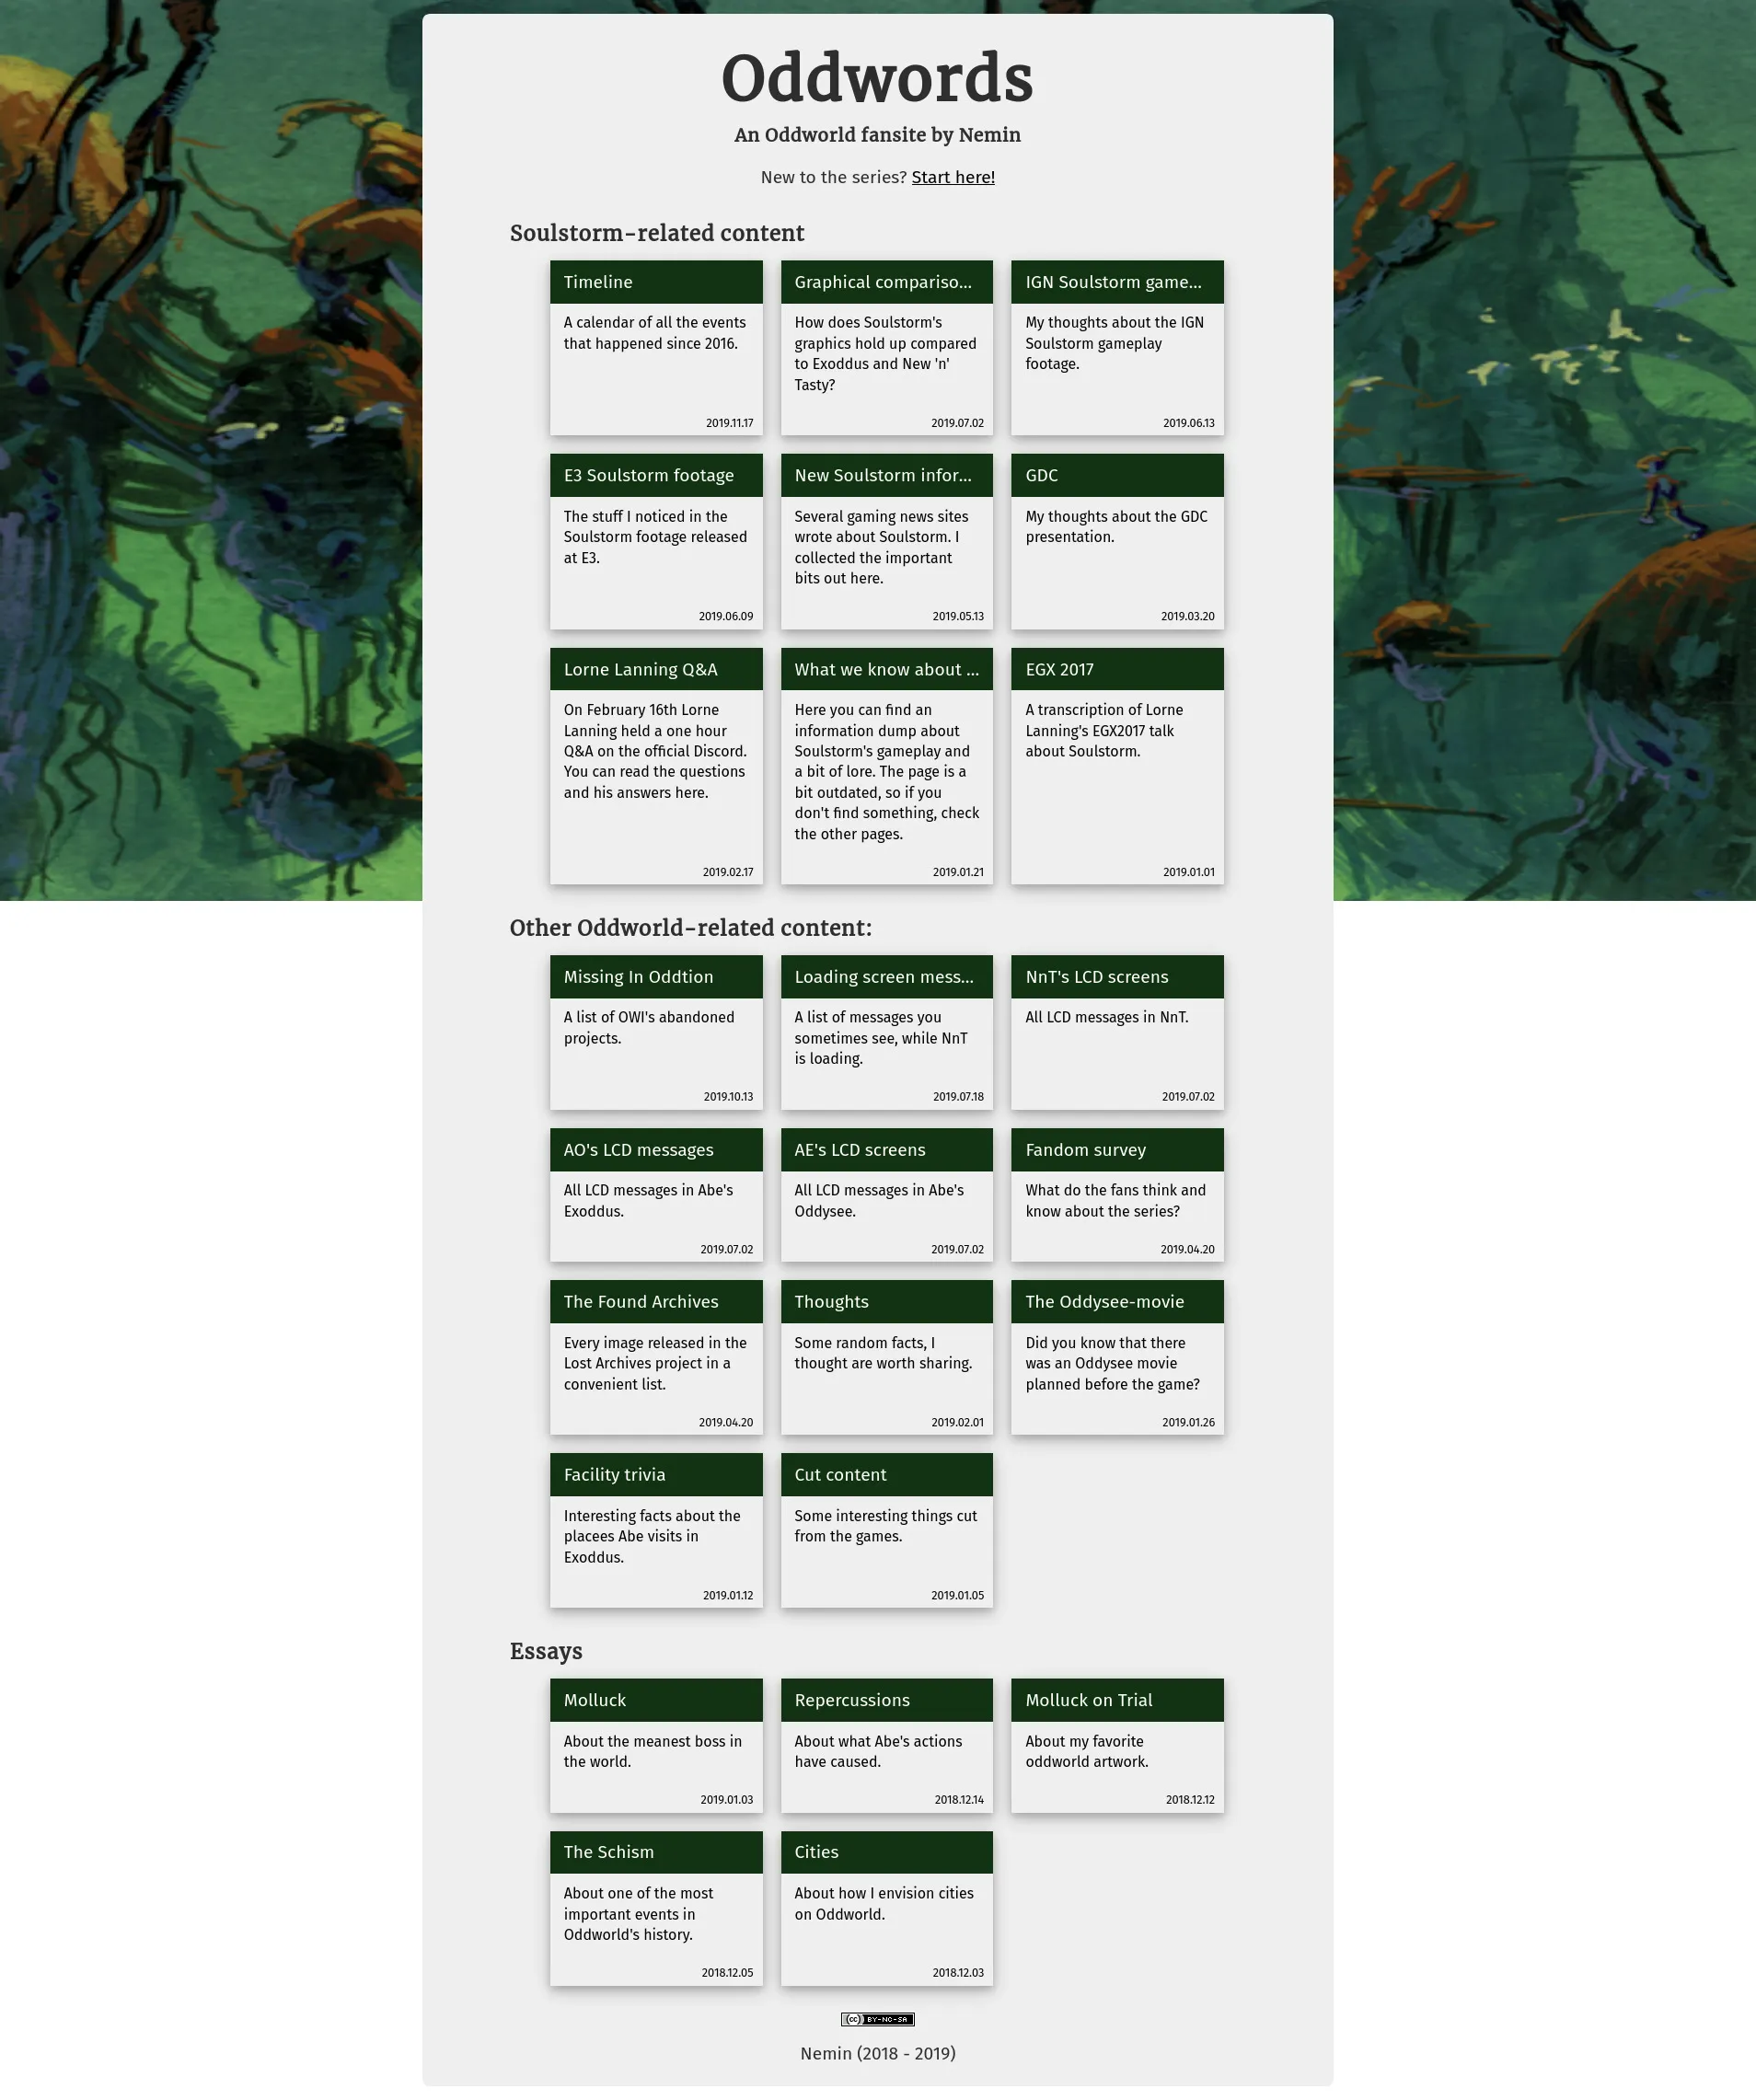 Oddwords
An Oddworld fansite by Nemin
New to the series? Start here!
Soulstorm-related content
Timeline
A calendar of all the events
that happened since 2016.
2019.11.17
Graphical compariso...
How does Soulstorm's
graphics hold up compared
to Exoddus and New 'n'
Tasty?
2019.07.02
IGN Soulstorm game...
My thoughts about the IGN
Soulstorm gameplay
footage.
2019.06.13
E3 Soulstorm footage
The stuff I noticed in the
Soulstorm footage released
at E3.
2019.06.09
New Soulstorm infor...
Several gaming news sites
wrote about Soulstorm. I
collected the important
bits out here.
2019.05.13
GDC
My thoughts about the GDC
presentation.
2019.03.20
Lorne Lanning Q&A
On February 16th Lorne
Lanning held a one hour
Q&A on the official Discord.
You can read the questions
and his answers here.
2019.02.17
What we know about ...
Here you can find an
information dump about
Soulstorm's gameplay and
a bit of lore. The page is a
bit outdated, so if you
don't find something, check
the other pages.
2019.01.21
EGX 2017
A transcription of Lorne
Lanning's EGX2017 talk
about Soulstorm.
2019.01.01
Other Oddworld-related content:
Missing In Oddtion
A list of OWI's abandoned
projects.
2019.10.13
Loading screen mess...
A list of messages you
sometimes see, while NnT
is loading.
2019.07.18
NnT's LCD screens
All LCD messages in NnT.
2019.07.02
AO's LCD messages
All LCD messages in Abe's
Exoddus.
2019.07.02
AE's LCD screens
All LCD messages in Abe's
Oddysee.
2019.07.02
Fandom survey
What do the fans think and
know about the series?
2019.04.20
The Found Archives
Every image released in the
Lost Archives project in a
convenient list.
2019.04.20
Thoughts
Some random facts, I
thought are worth sharing.
2019.02.01
The Oddysee-movie
Did you know that there
was an Oddysee movie
planned before the game?
2019.01.26
Facility trivia
Interesting facts about the
placees Abe visits in
Exoddus.
2019.01.12
Cut content
Some interesting things cut
from the games.
2019.01.05
Essays
Molluck
About the meanest boss in
the world.
2019.01.03
Repercussions
About what Abe's actions
have caused.
2018.12.14
Molluck on Trial
About my favorite
oddworld artwork.
2018.12.12
The Schism
About one of the most
important events in
Oddworld's history.
2018.12.05
Cities
About how I envision cities
on Oddworld.
2018.12.03
cc BY-NC-SA
Nemin (2018 - 2019)